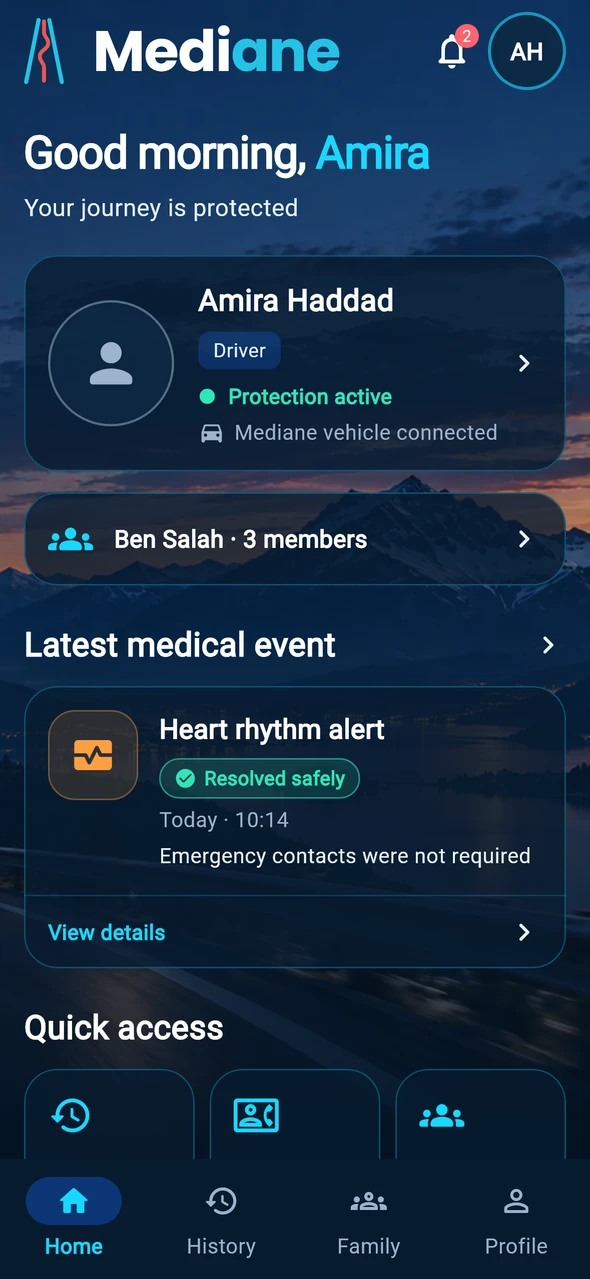 Mediane
2
AH
Good morning, Amira
Your journey is protected
Amira Haddad
Driver
Protection active
Mediane vehicle connected
Ben Salah · 3 members
Latest medical event
Heart rhythm alert
Resolved safely
Today · 10:14
Emergency contacts were not required
View details
Quick access
Home
History
Family
Profile